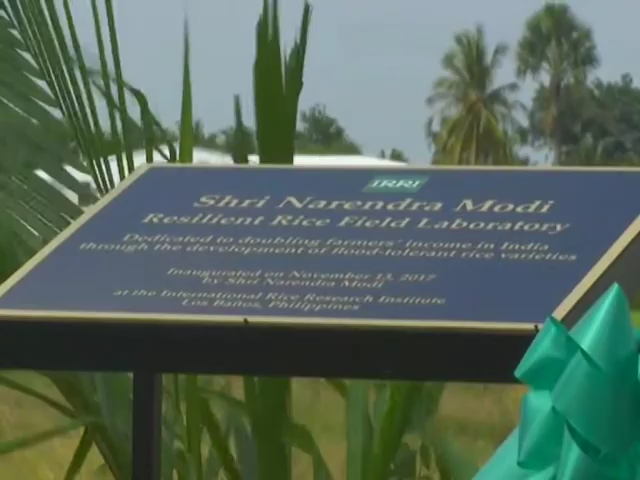 IRRI
Shri Narendra Modi
Resilient Rice Field Laboratory
Dedicated to doubling farmers' income in India
through the development of flood-tolerant rice varieties
Inaugurated on November 13, 2017
by Shri Narendra Modi
at the International Rice Research Institute
Los Baños, Philippines